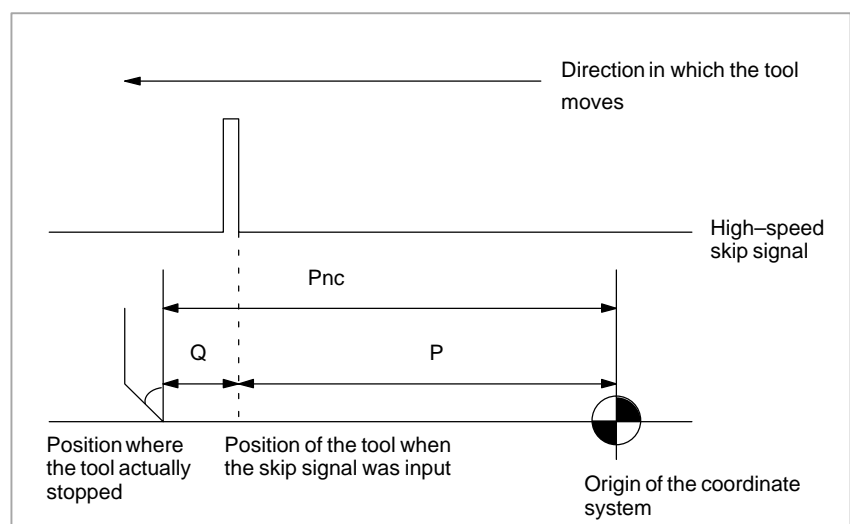 Direction in which the tool
moves
High–speed
skip signal
Pnc
Q
P
Position where
the tool actually
stopped
Position of the tool when
the skip signal was input
Origin of the coordinate
system